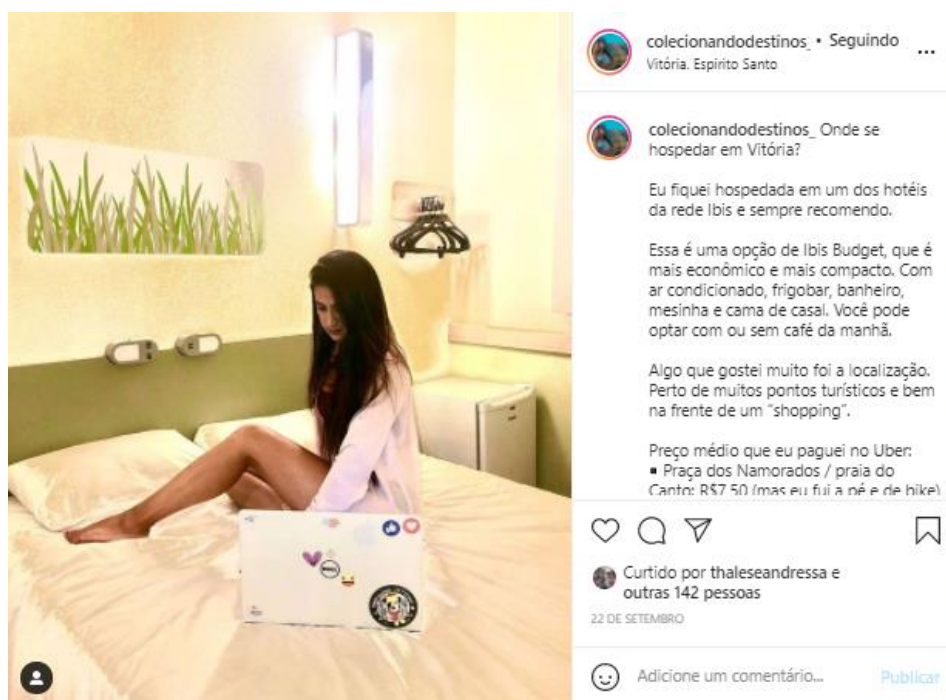 colecionandodestinos_ • Seguindo ...
Vitória, Espirito Santo
colecionandodestinos_ Onde se
hospedar em Vitória?
Eu fiquei hospedada em um dos hotéis
da rede Ibis e sempre recomendo.
Essa é uma opção de Ibis Budget, que é
mais econômico e mais compacto. Com
ar condicionado, frigobar, banheiro,
mesinha e cama de casal. Você pode
optar com ou sem café da manhã.
Algo que gostei muito foi a localização.
Perto de muitos pontos turísticos e bem
na frente de um “shopping”.
Preço médio que eu paguei no Uber:
▪ Praça dos Namorados / praia do
Canto: R$7,50 (mas eu fui a pé e de bike)
Curtido por thaleseandressa e
outras 142 pessoas
22 DE SETEMBRO
Adicione um comentário... Publicar